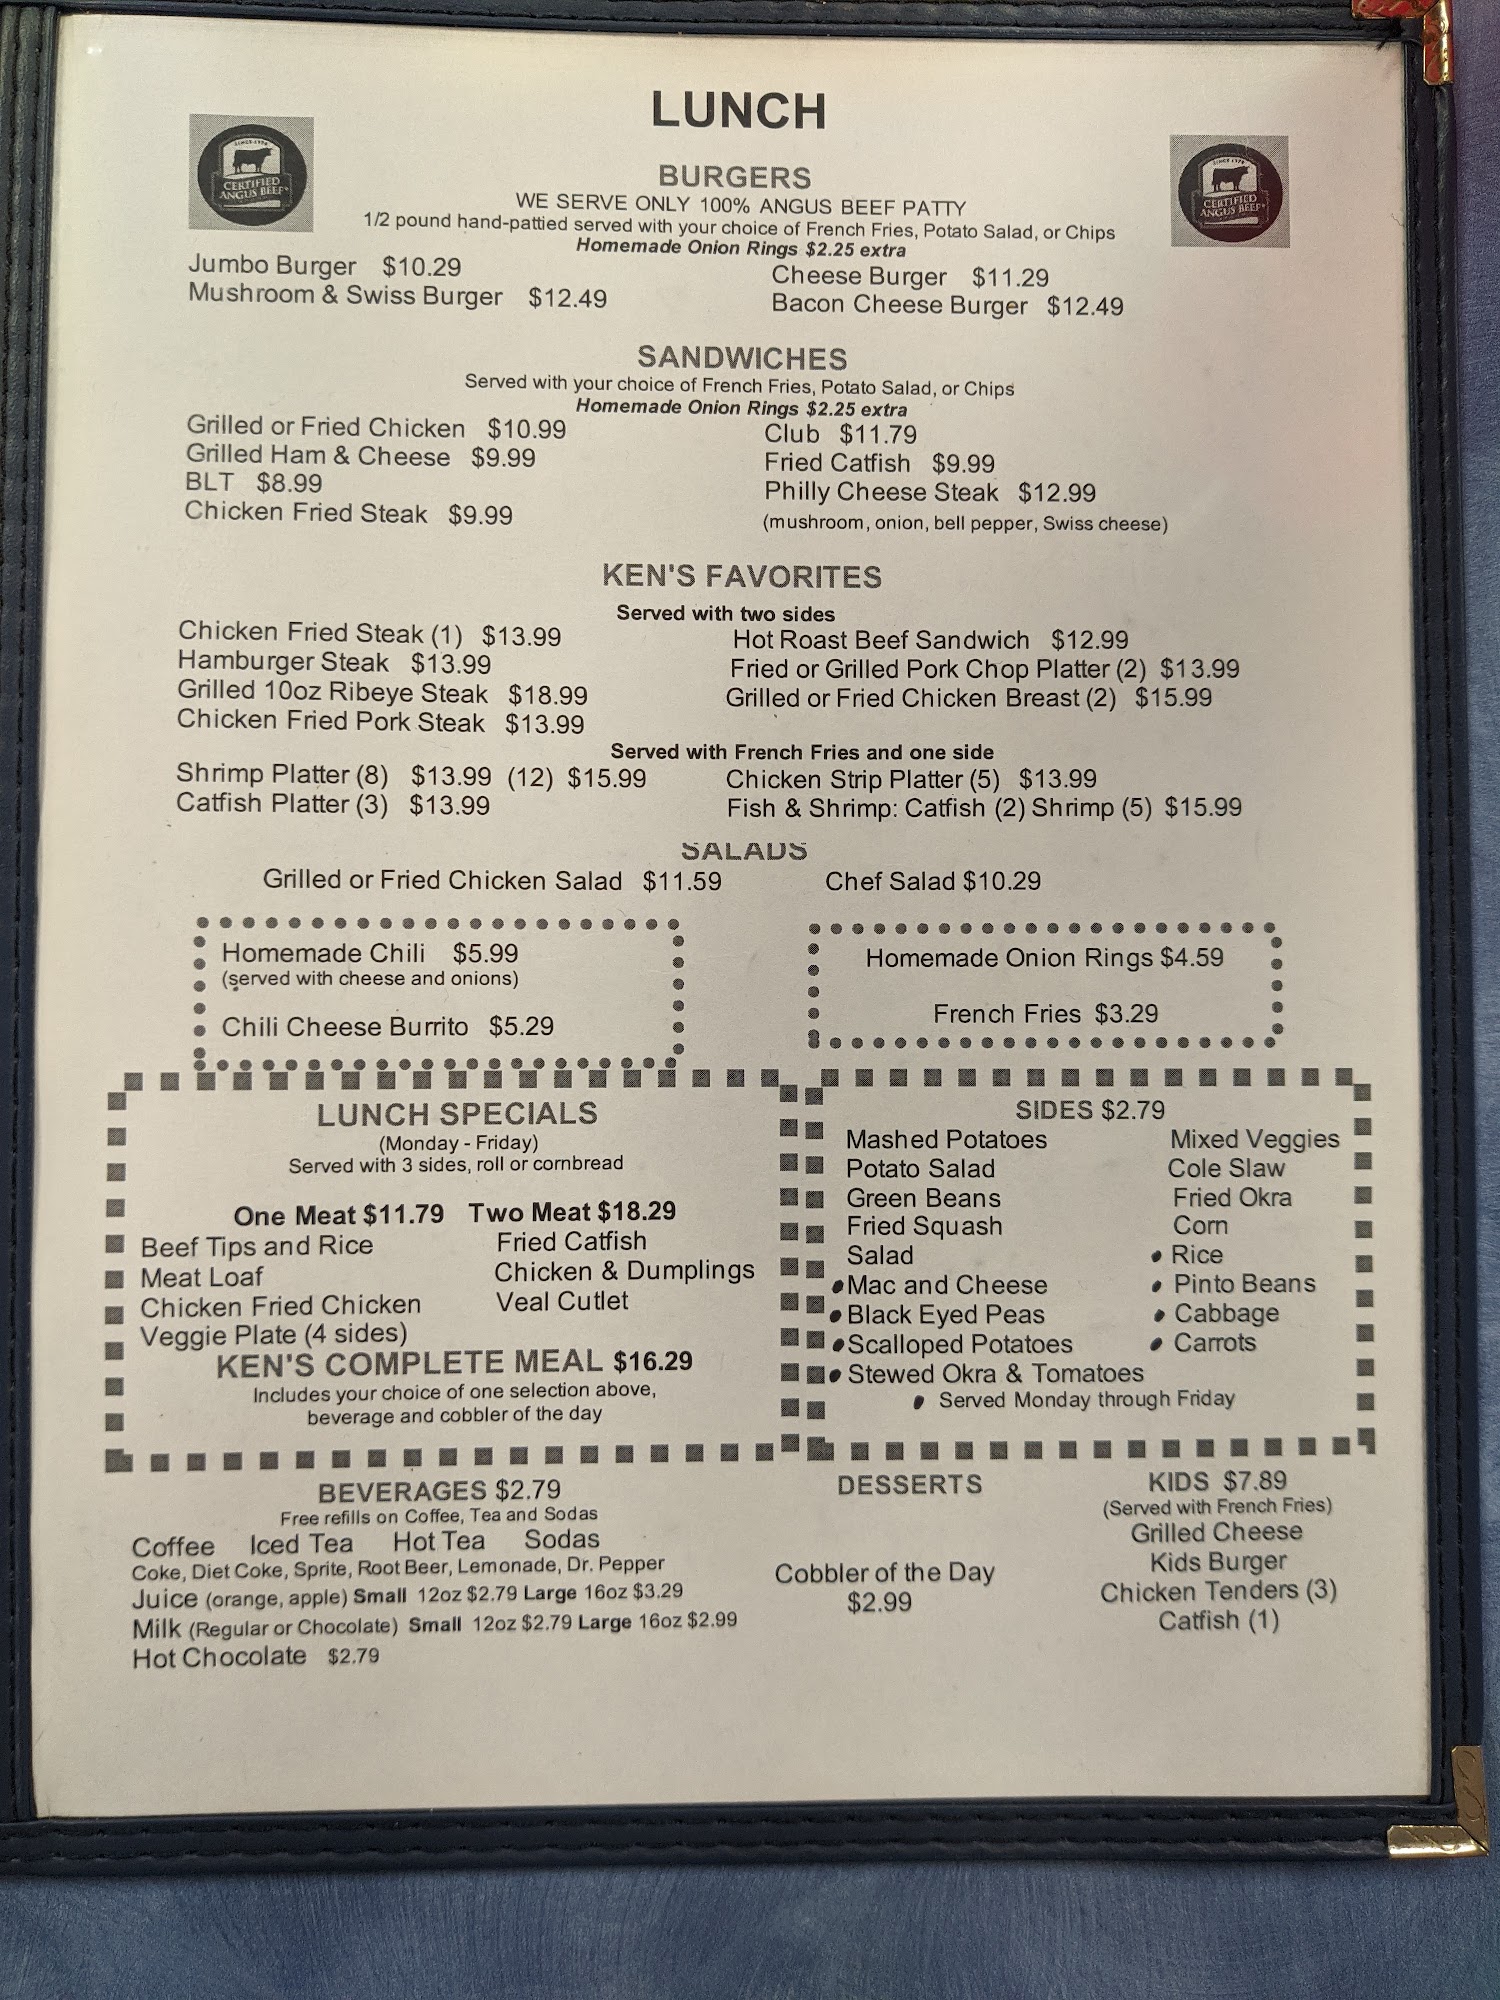 LUNCH
SINCE 1978
CERTIFIED
ANGUS BEEF®
SINCE 1978
CERTIFIED
ANGUS BEEF®
BURGERS
WE SERVE ONLY 100% ANGUS BEEF PATTY
1/2 pound hand-pattied served with your choice of French Fries, Potato Salad, or Chips
Homemade Onion Rings $2.25 extra
Jumbo Burger $10.29
Cheese Burger $11.29
Mushroom & Swiss Burger $12.49
Bacon Cheese Burger $12.49
SANDWICHES
Served with your choice of French Fries, Potato Salad, or Chips
Homemade Onion Rings $2.25 extra
Grilled or Fried Chicken $10.99
Club $11.79
Grilled Ham & Cheese $9.99
Fried Catfish $9.99
BLT $8.99
Philly Cheese Steak $12.99
Chicken Fried Steak $9.99
(mushroom, onion, bell pepper, Swiss cheese)
KEN'S FAVORITES
Served with two sides
Chicken Fried Steak (1) $13.99
Hot Roast Beef Sandwich $12.99
Hamburger Steak $13.99
Fried or Grilled Pork Chop Platter (2) $13.99
Grilled 10oz Ribeye Steak $18.99
Grilled or Fried Chicken Breast (2) $15.99
Chicken Fried Pork Steak $13.99
Served with French Fries and one side
Shrimp Platter (8) $13.99 (12) $15.99
Chicken Strip Platter (5) $13.99
Catfish Platter (3) $13.99
Fish & Shrimp: Catfish (2) Shrimp (5) $15.99
SALADS
Grilled or Fried Chicken Salad $11.59
Chef Salad $10.29
Homemade Chili $5.99
(served with cheese and onions)
Chili Cheese Burrito $5.29
Homemade Onion Rings $4.59
French Fries $3.29
LUNCH SPECIALS
(Monday - Friday)
Served with 3 sides, roll or cornbread
One Meat $11.79 Two Meat $18.29
Beef Tips and Rice
Fried Catfish
Meat Loaf
Chicken & Dumplings
Chicken Fried Chicken
Veal Cutlet
Veggie Plate (4 sides)
KEN'S COMPLETE MEAL $16.29
Includes your choice of one selection above,
beverage and cobbler of the day
SIDES $2.79
Mashed Potatoes
Mixed Veggies
Potato Salad
Cole Slaw
Green Beans
Fried Okra
Fried Squash
Corn
Salad
• Rice
• Mac and Cheese
• Pinto Beans
• Black Eyed Peas
• Cabbage
• Scalloped Potatoes
• Carrots
• Stewed Okra & Tomatoes
• Served Monday through Friday
BEVERAGES $2.79
Free refills on Coffee, Tea and Sodas
Coffee Iced Tea Hot Tea Sodas
Coke, Diet Coke, Sprite, Root Beer, Lemonade, Dr. Pepper
Juice (orange, apple) Small 12oz $2.79 Large 16oz $3.29
Milk (Regular or Chocolate) Small 12oz $2.79 Large 16oz $2.99
Hot Chocolate $2.79
DESSERTS
Cobbler of the Day
$2.99
KIDS $7.89
(Served with French Fries)
Grilled Cheese
Kids Burger
Chicken Tenders (3)
Catfish (1)